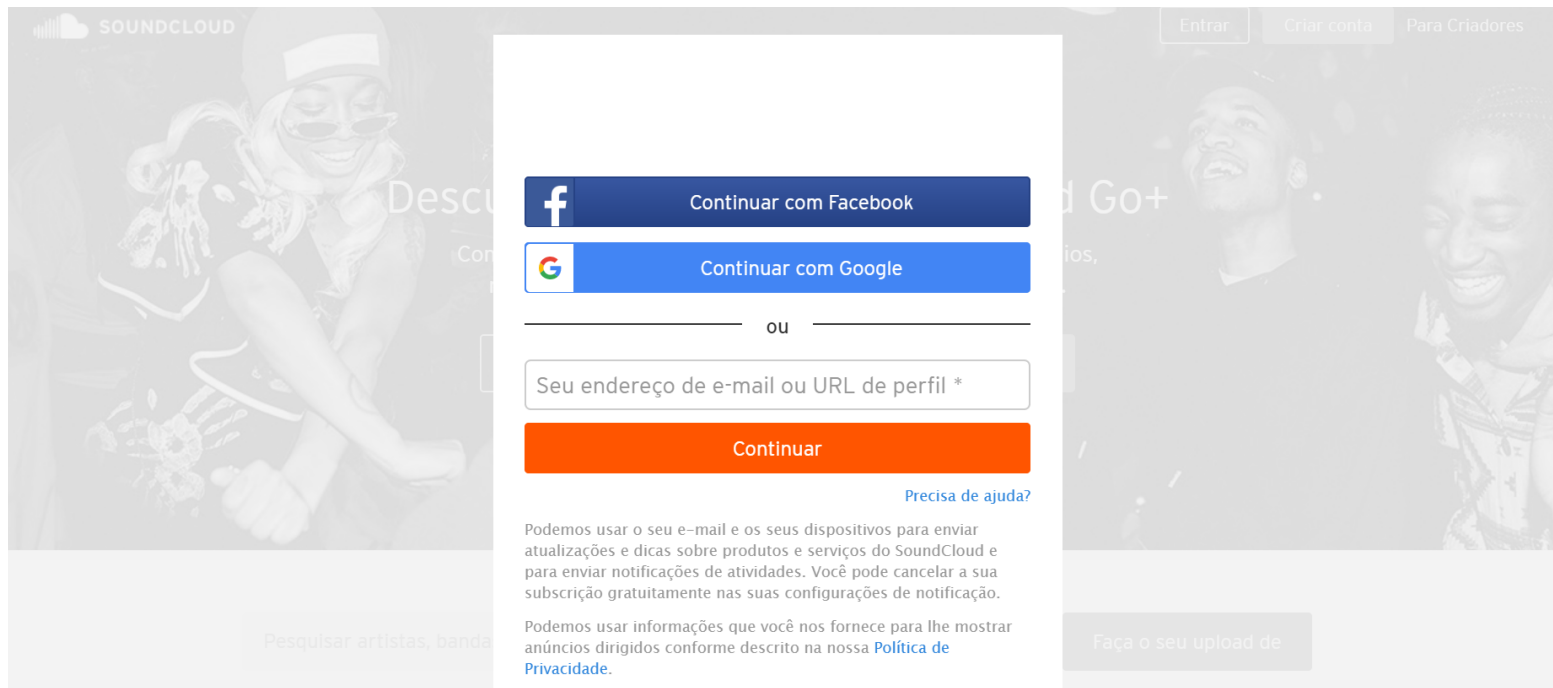 SOUNDCLOUD
Entrar
Criar conta
Para Criadores
Go+
Continuar com Facebook
Continuar com Google
ou
Seu endereço de e-mail ou URL de perfil *
Continuar
Precisa de ajuda?
Podemos usar o seu e-mail e os seus dispositivos para enviar
atualizações e dicas sobre produtos e serviços do SoundCloud e
para enviar notificações de atividades. Você pode cancelar a sua
subscrição gratuitamente nas suas configurações de notificação.
Podemos usar informações que você nos fornece para lhe mostrar
anúncios dirigidos conforme descrito na nossa Política de
Privacidade.
Pesquisar artistas, banda
Faça o seu upload de